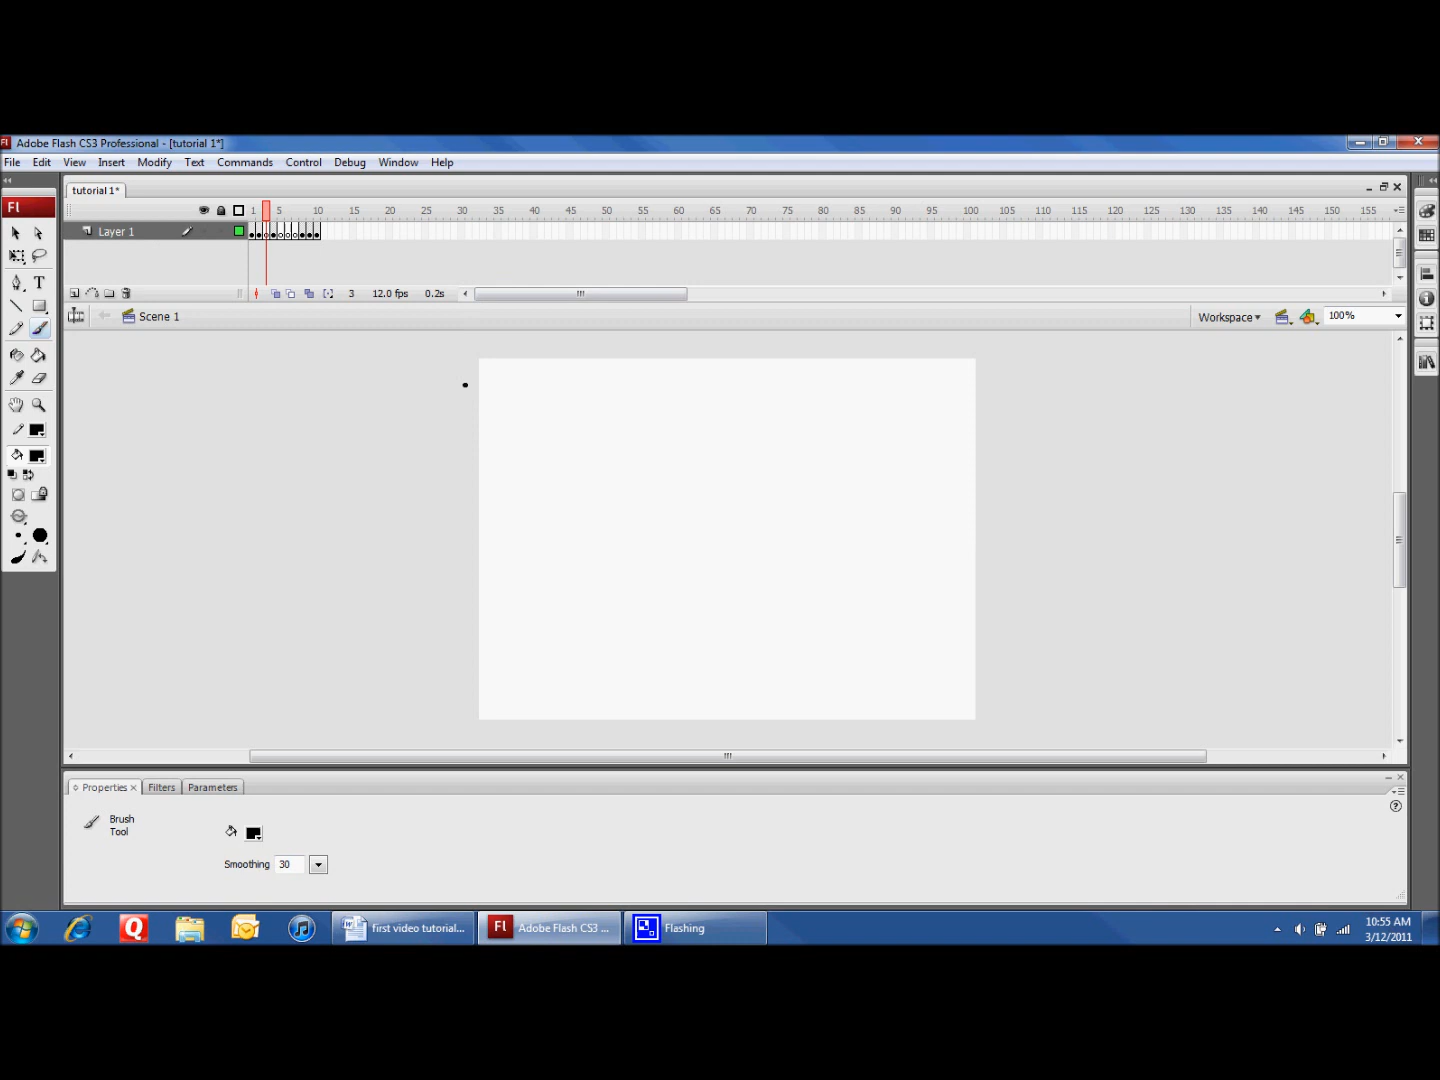 Adobe Flash CS3 Professional - [tutorial 1*]
File Edit View Insert Modify Text Commands Control Debug Window Help
tutorial 1*
Fl
1 5 10 15 20 25 30 35 40 45 50 55 60 65 70 75 80 85 90 95 100 105 110 115 120 125 130 135 140 145 150 155
Layer 1
3 12.0 fps 0.2s
Scene 1
Workspace 100%
Properties Filters Parameters
Brush
Tool
Smoothing 30
first video tutorial... Adobe Flash CS3 ... Flashing
10:55 AM
3/12/2011